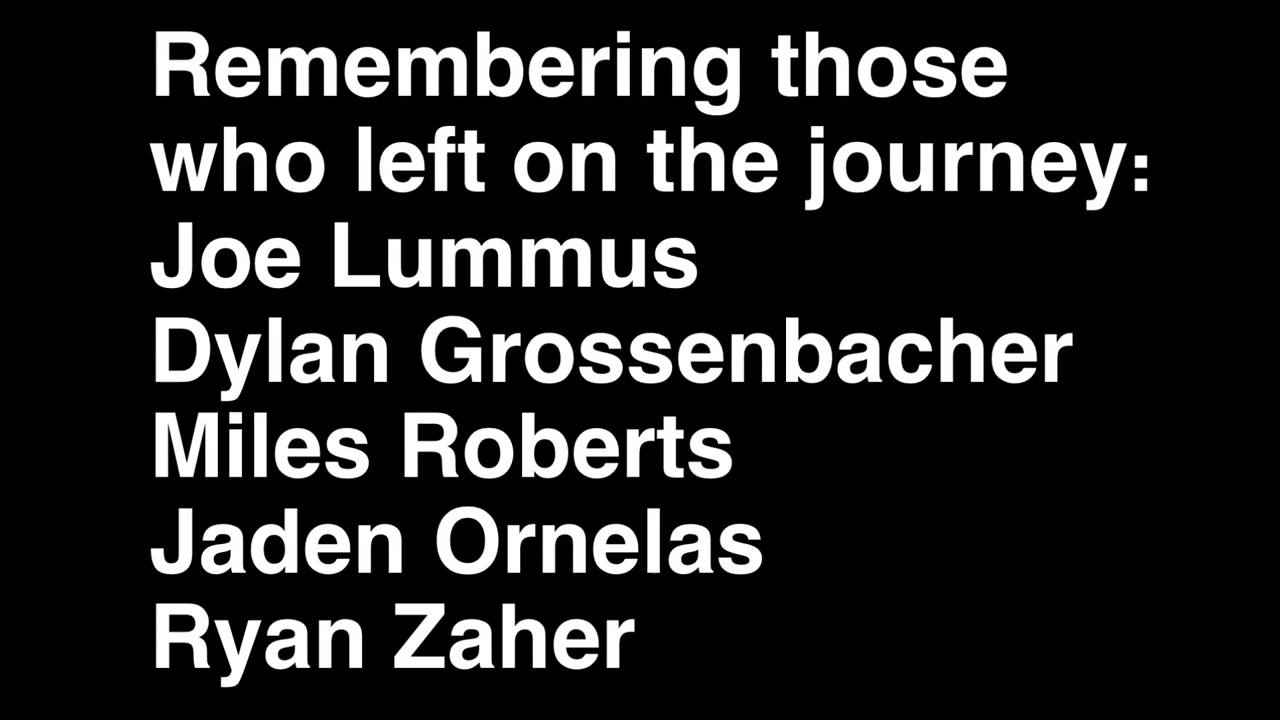 Remembering those
who left on the journey:
Joe Lummus
Dylan Grossenbacher
Miles Roberts
Jaden Ornelas
Ryan Zaher